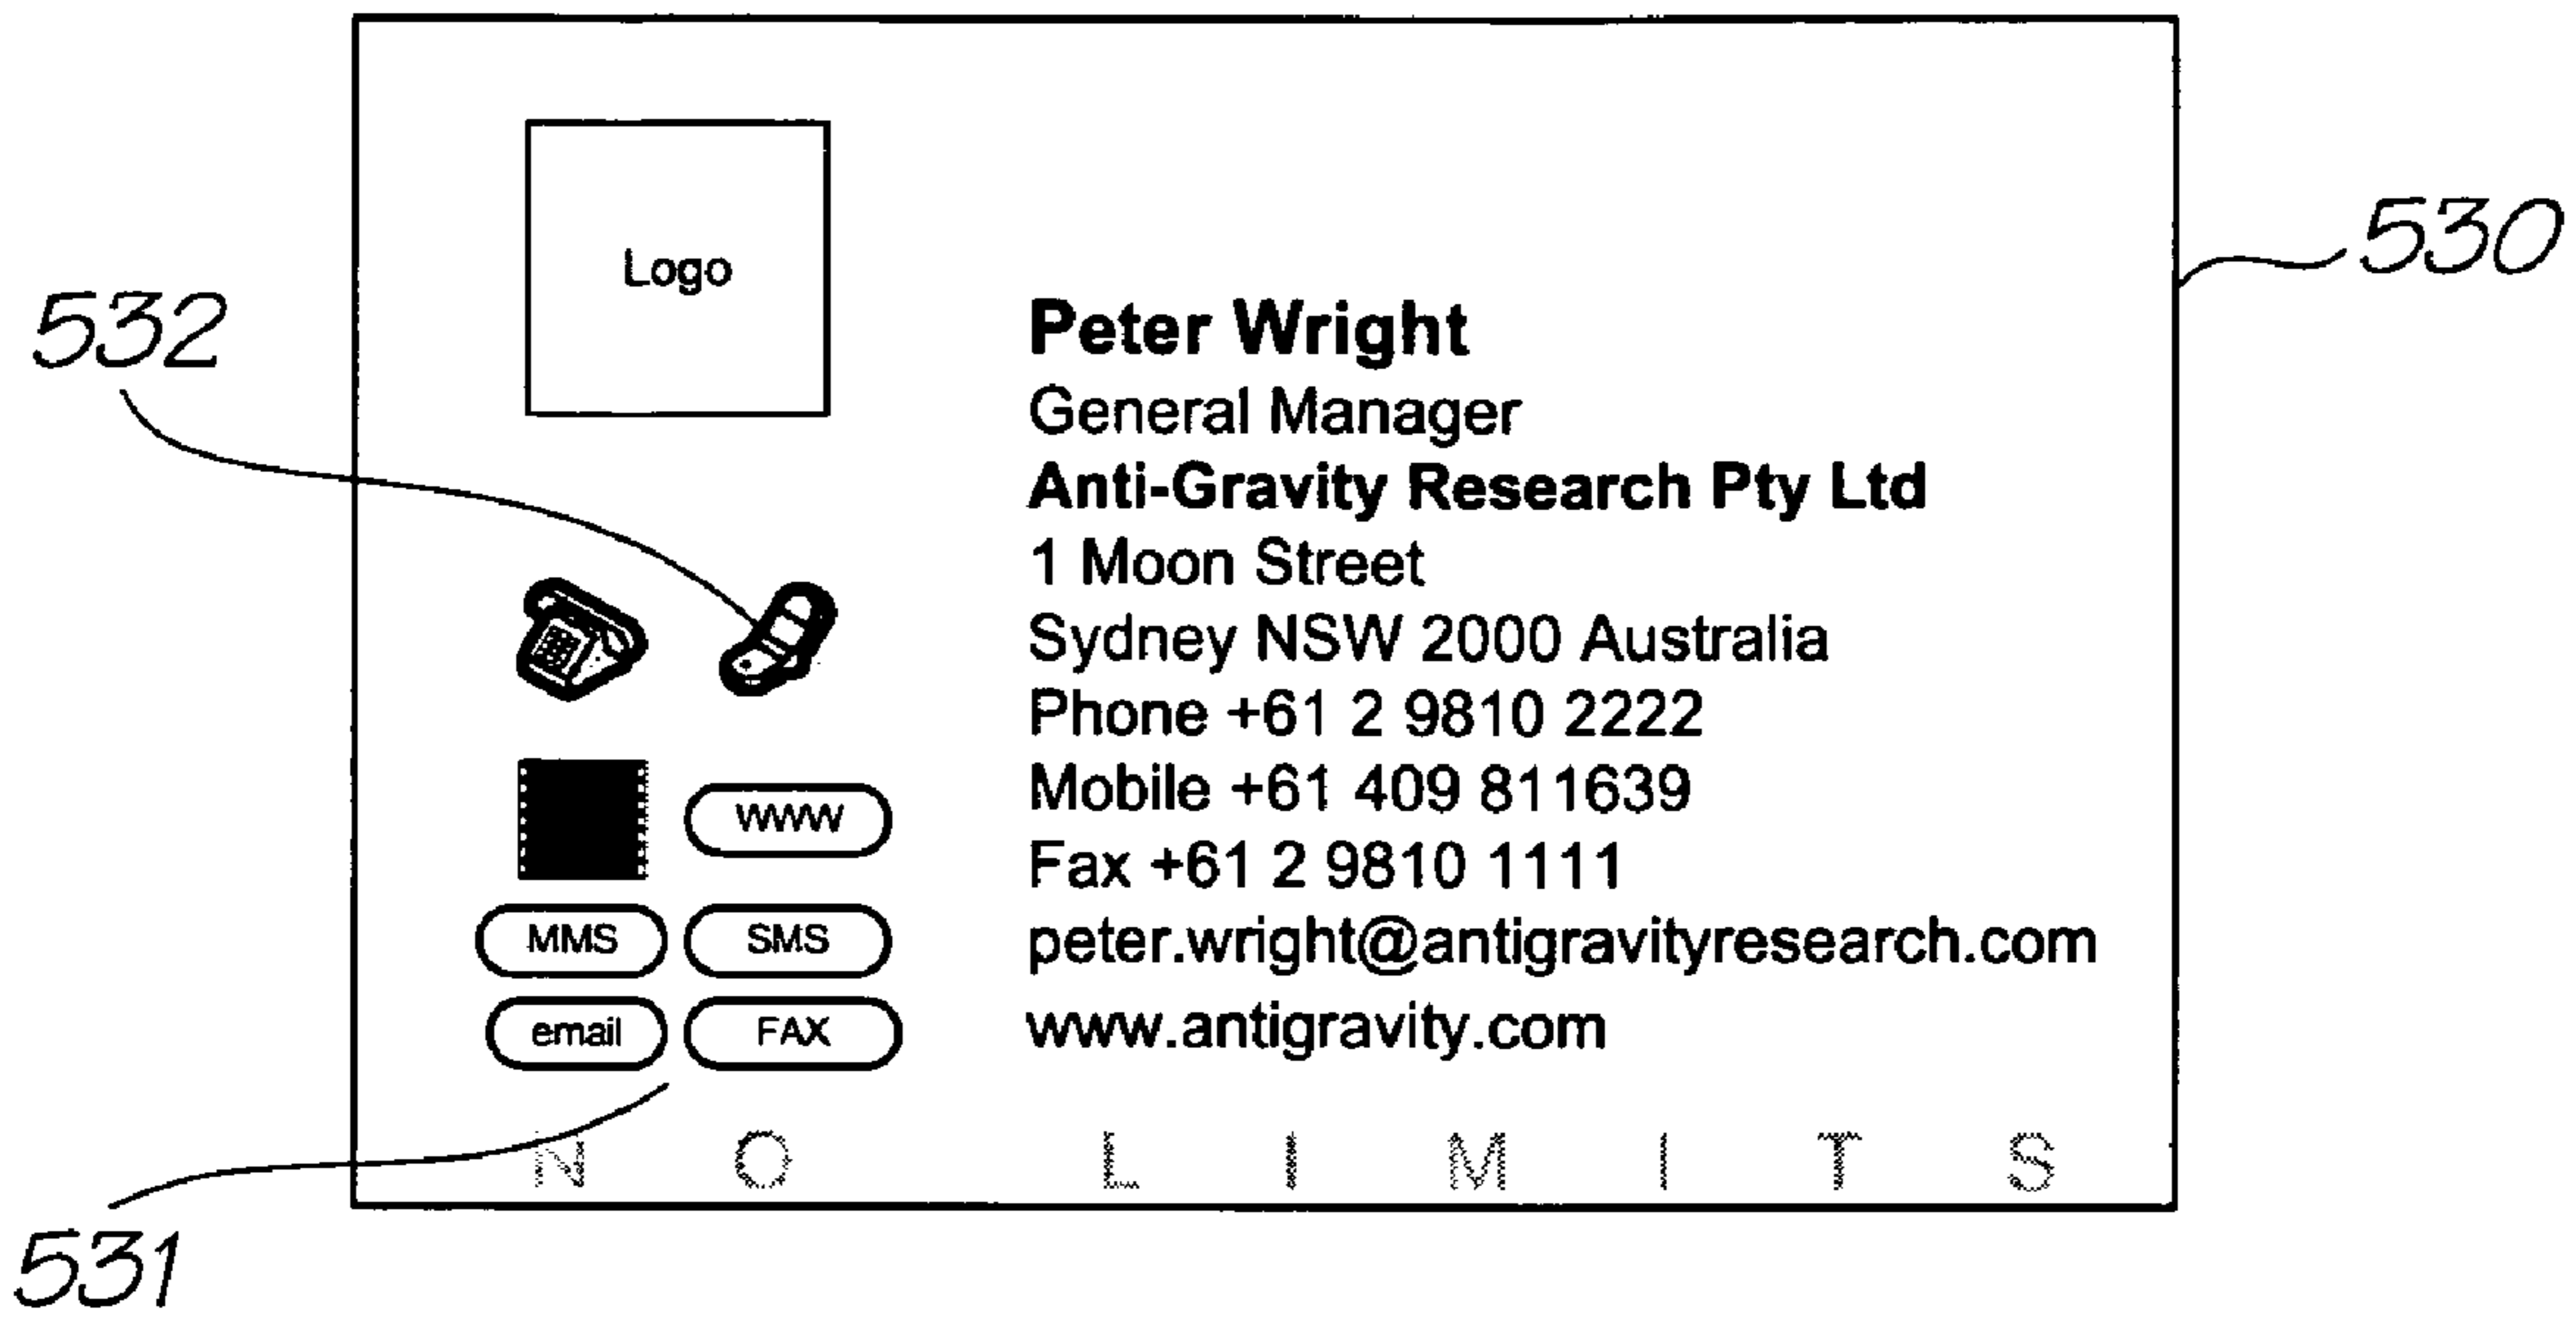 530
Logo
532
Peter Wright
General Manager
Anti-Gravity Research Pty Ltd
1 Moon Street
Sydney NSW 2000 Australia
Phone +61 2 9810 2222
Mobile +61 409 811639
Fax +61 2 9810 1111
peter.wright@antigravityresearch.com
www.antigravity.com
WWW
MMS SMS
email FAX
NO LIMITS
531